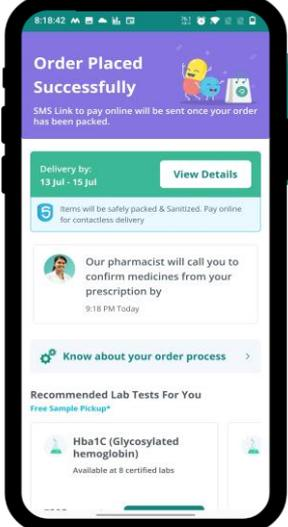 8:18:42
Order Placed
Successfully
SMS Link to pay online will be sent once your order
has been packed.
Delivery by:
13 Jul - 15 Jul
View Details
Items will be safely packed & Sanitized. Pay online
for contactless delivery
Our pharmacist will call you to
confirm medicines from your
prescription by
9:18 PM Today
Know about your order process
Recommended Lab Tests For You
Free Sample Pickup*
Hba1C (Glycosylated
hemoglobin)
Available at 8 certified labs